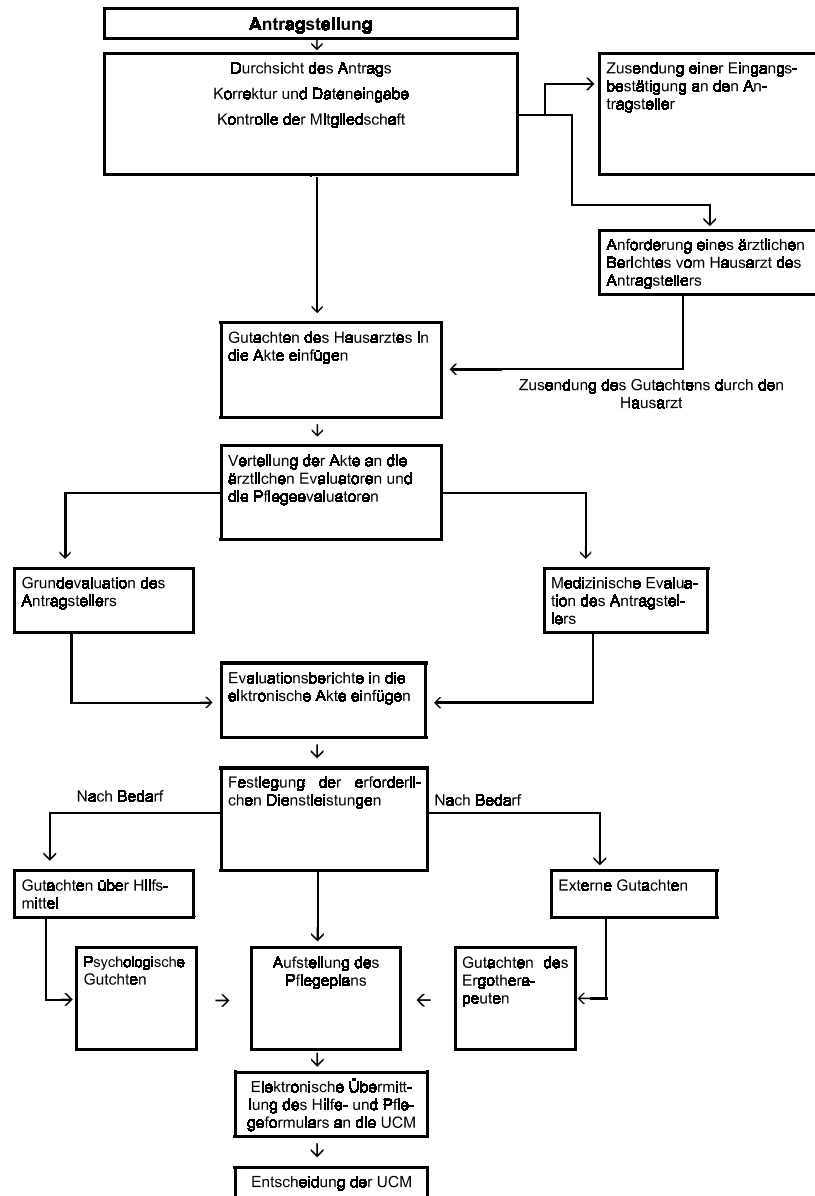 Antragstellung
Durchsicht des Antrags
Korrektur und Dateneingabe
Kontrolle der Mitgliedschaft
Zusendung einer Eingangs-
bestätigung an den An-
tragsteller
Anforderung eines ärztlichen
Berichtes vom Hausarzt des
Antragstellers
Gutachten des Hausarztes in
die Akte einfügen
Zusendung des Gutachtens durch den
Hausarzt
Verteilung der Akte an die
ärztlichen Evaluatoren und
die Pflegeevaluatoren
Grundevaluation des
Antragstellers
Medizinische Evalua-
tion des Antragstel-
lers
Evaluationsberichte in die
elktronische Akte einfügen
Festlegung der erforderli-
chen Dienstleistungen
Nach Bedarf
Nach Bedarf
Gutachten über Hilfs-
mittel
Externe Gutachten
Psychologische
Gutchten
Aufstellung des
Pflegeplans
Gutachten des
Ergothera-
peuten
Elektronische Übermitt-
lung des Hilfe- und Pfle-
geformulars an die UCM
Entscheidung der UCM